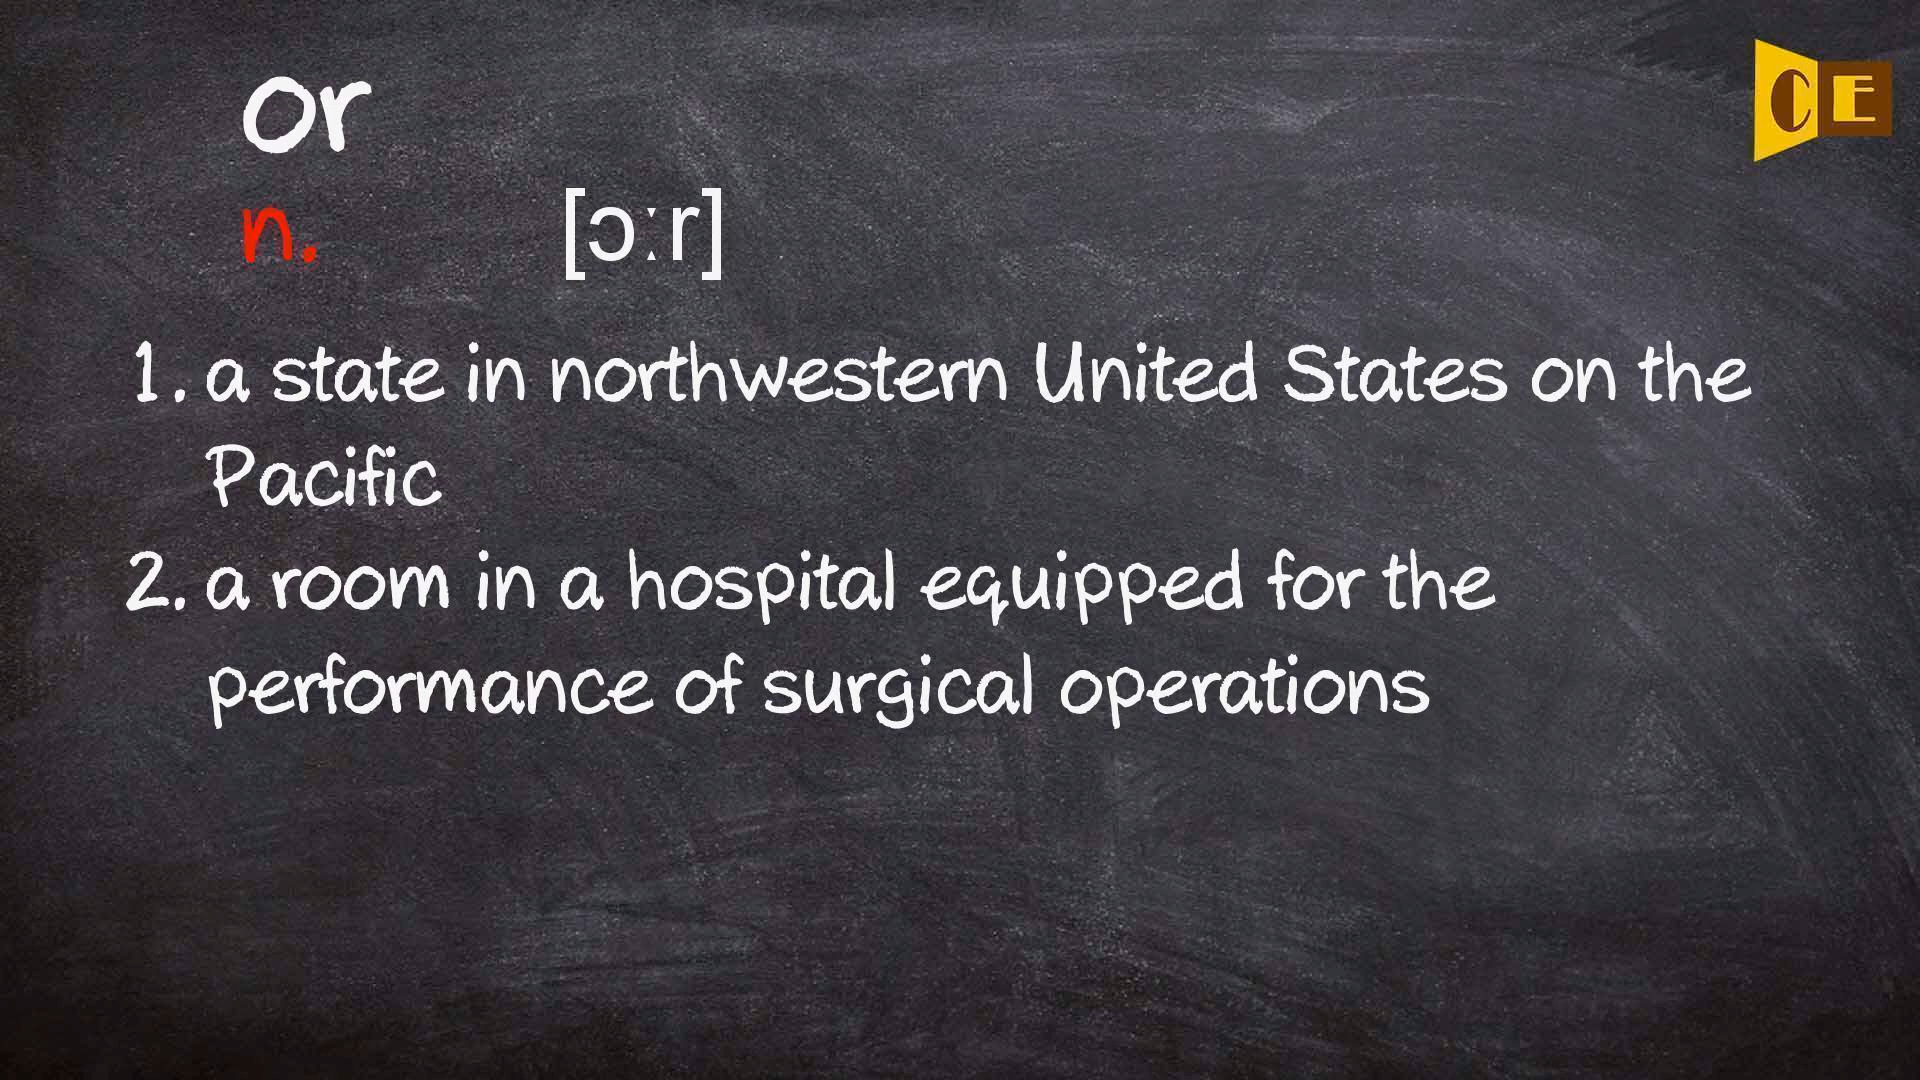 or
CE
n. [ɔːr]
1. a state in northwestern United States on the
Pacific
2. a room in a hospital equipped for the
performance of surgical operations